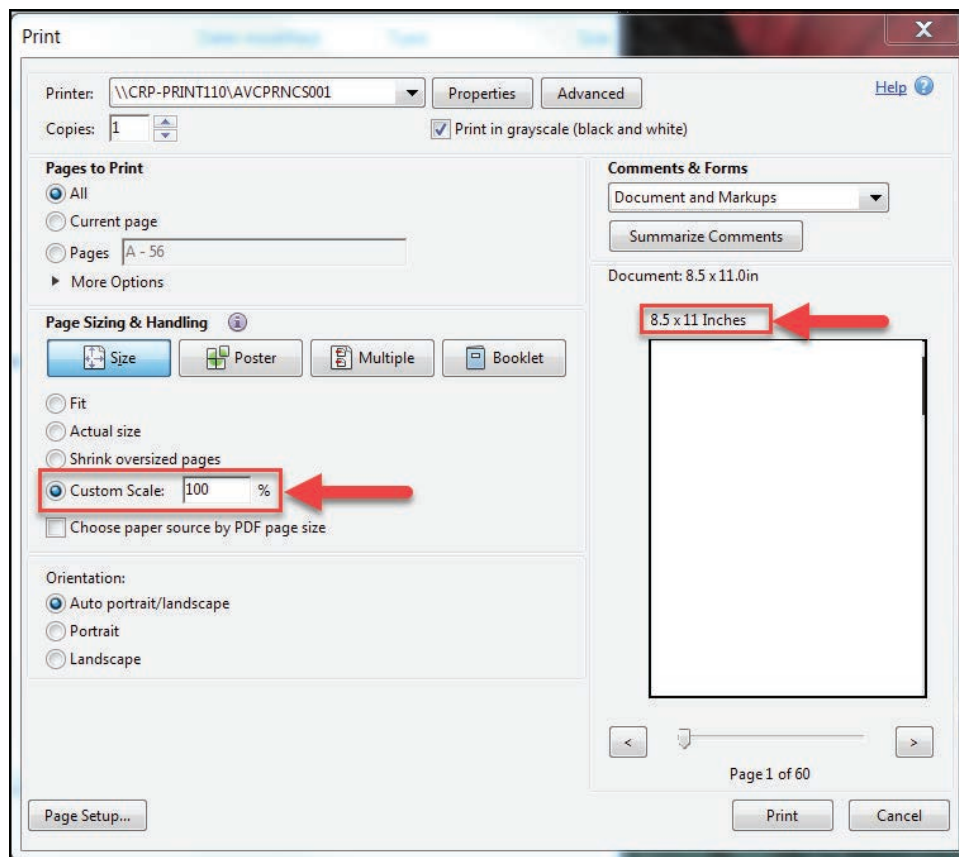 Print
X
Printer: \\CRP-PRINT110\AVCPRNCS001 Properties Advanced Help
Copies: 1 Print in grayscale (black and white)
Pages to Print
All
Current page
Pages A - 56
More Options
Comments & Forms
Document and Markups
Summarize Comments
Page Sizing & Handling
Size Poster Multiple Booklet
Fit
Actual size
Shrink oversized pages
Custom Scale: 100 %
Choose paper source by PDF page size
Orientation:
Auto portrait/landscape
Portrait
Landscape
Document: 8.5 x 11.0in
8.5 x 11 Inches
< >
Page 1 of 60
Page Setup... Print Cancel